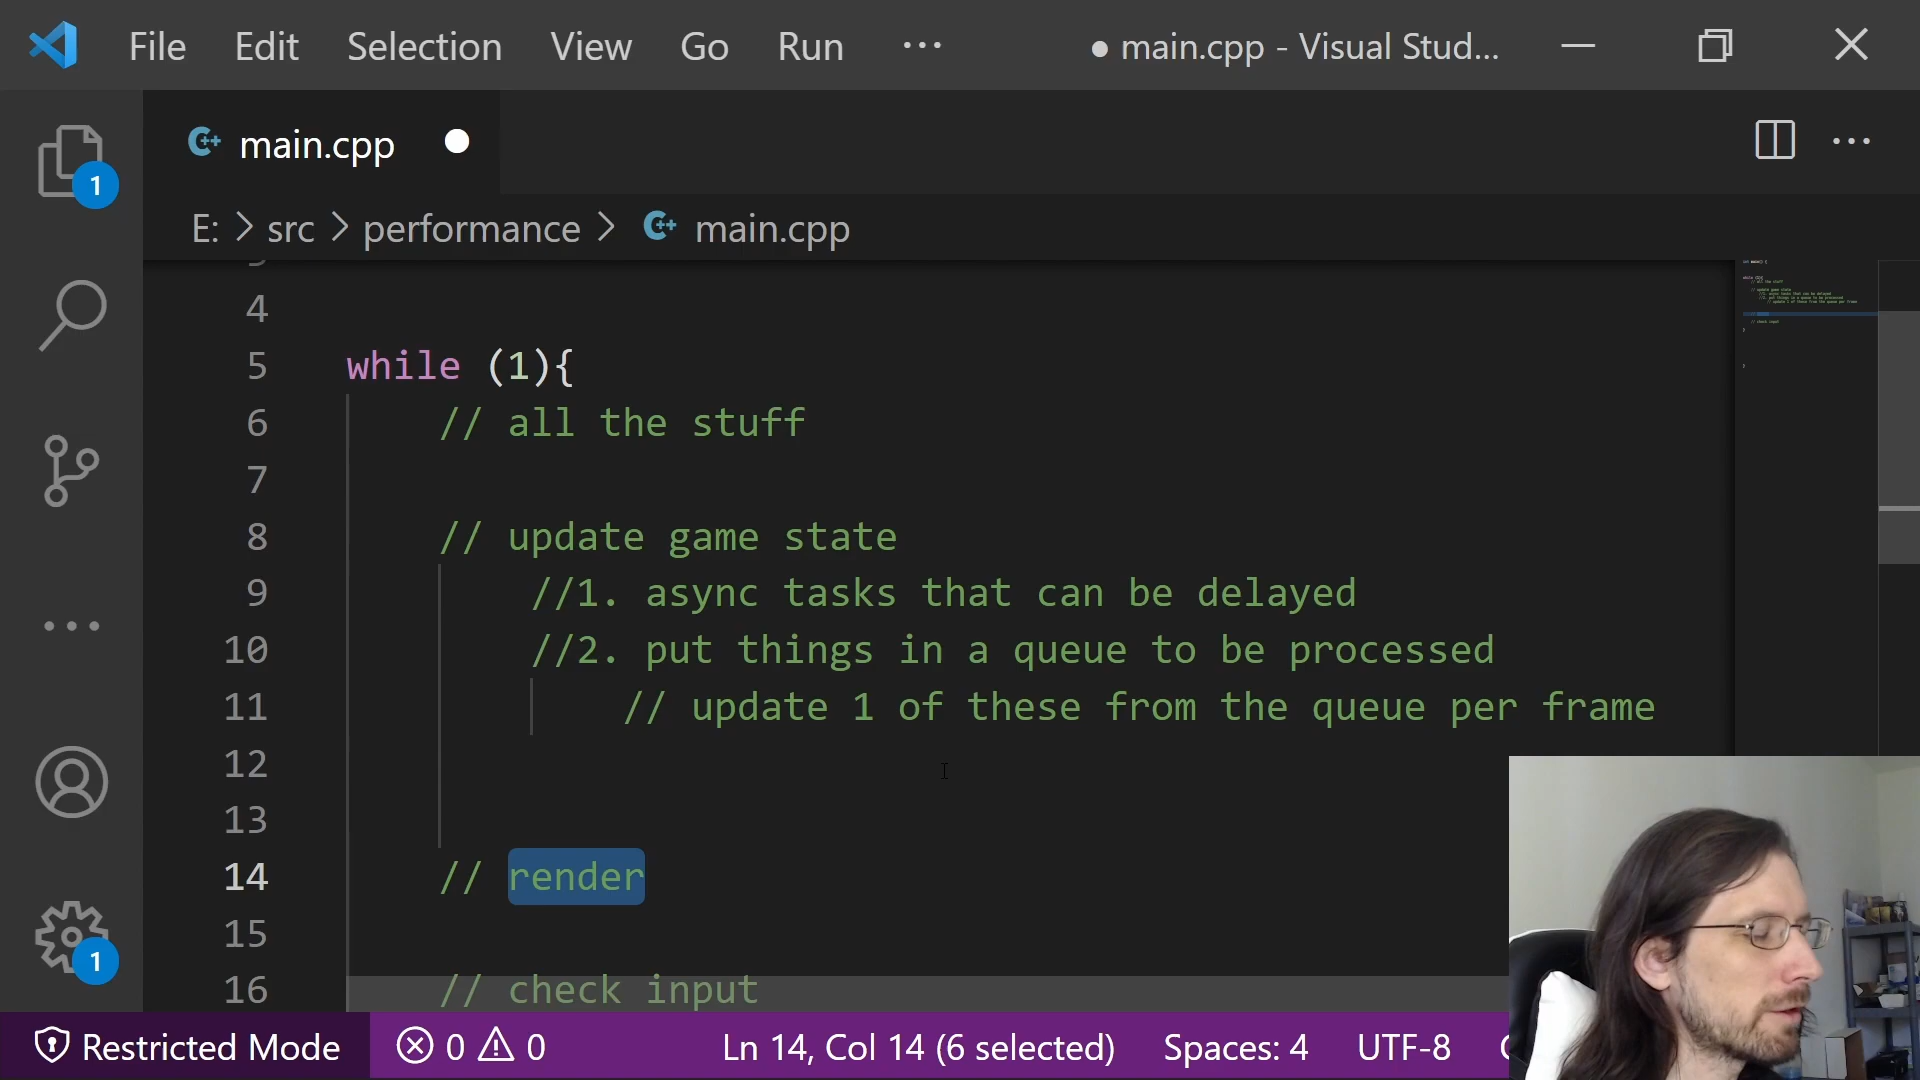 File Edit Selection View Go Run ··· ● main.cpp - Visual Stud...
main.cpp
1
E: > src > performance > main.cpp
4
5 while (1){
6 // all the stuff
7
8 // update game state
9 //1. async tasks that can be delayed
10 //2. put things in a queue to be processed
11 // update 1 of these from the queue per frame
12
13
14 // render
15
16 // check input
1
Restricted Mode 0 0 Ln 14, Col 14 (6 selected) Spaces: 4 UTF-8